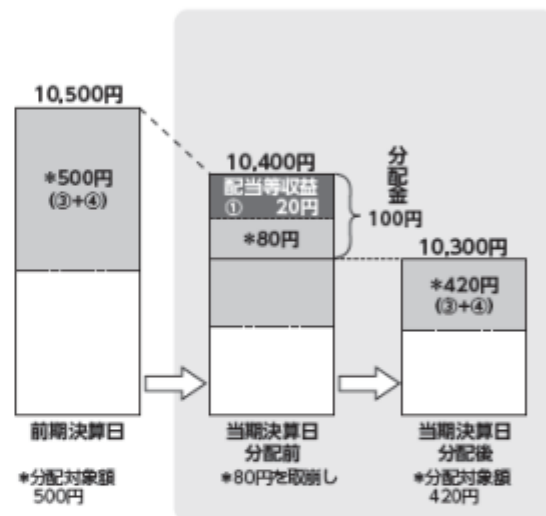 10,500円
*500円
(③+④)
前期決算日
*分配対象額
500円
10,400円
配当等収益
① 20円
*80円
分配金
100円
当期決算日
分配前
*80円を取崩し
10,300円
*420円
(③+④)
当期決算日
分配後
*分配対象額
420円